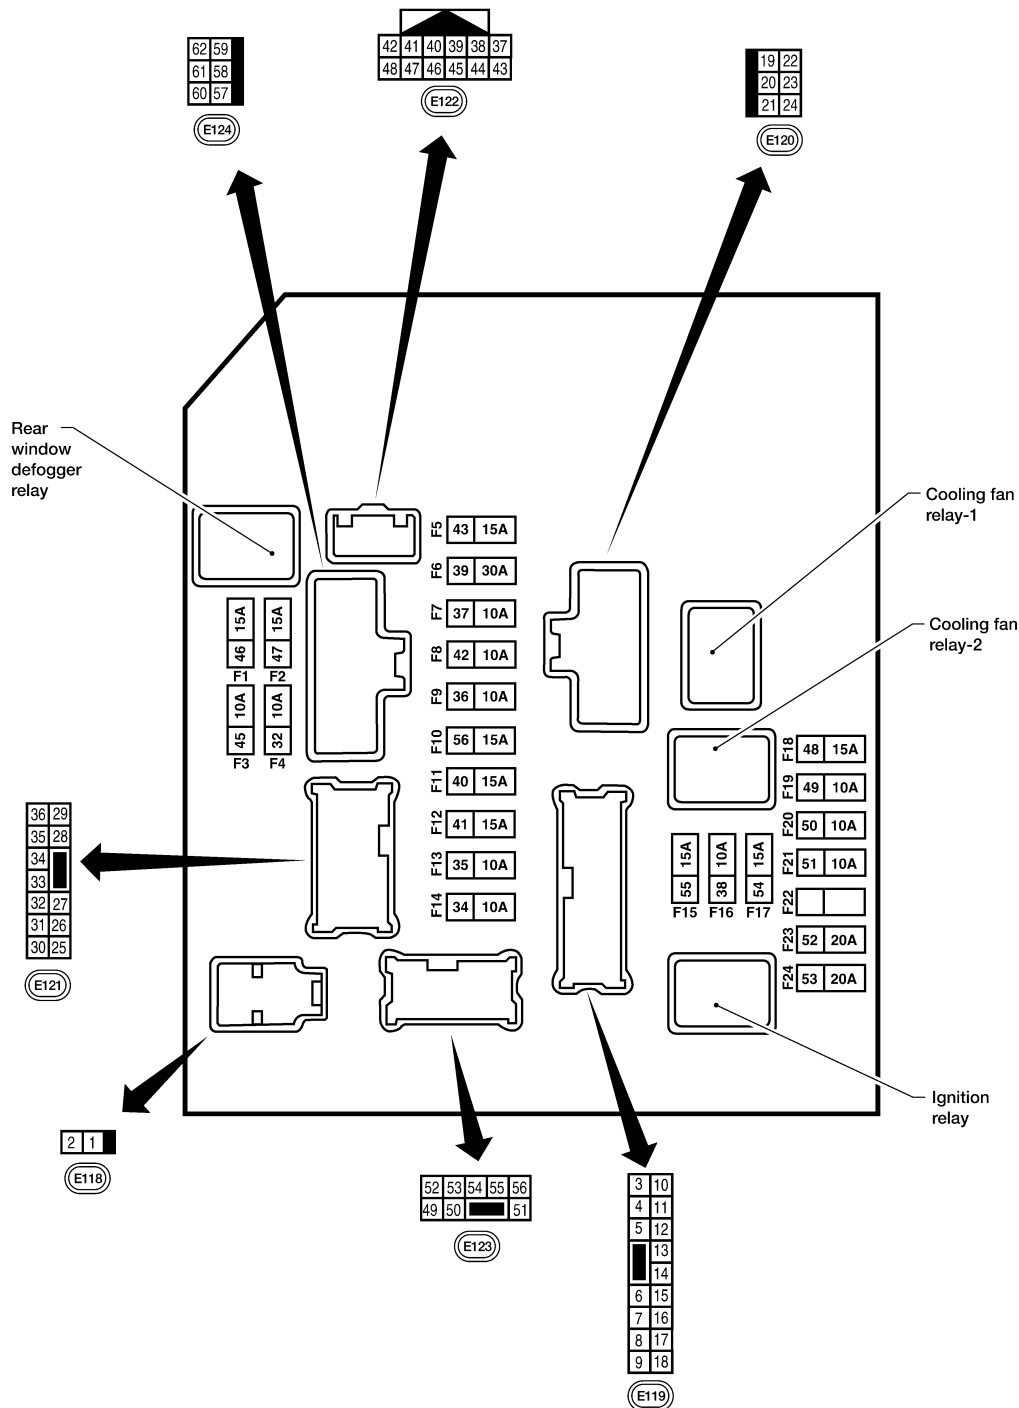 62 59
61 58
60 57
E124
42 41 40 39 38 37
48 47 46 45 44 43
E122
19 22
20 23
21 24
E120
Rear
window
defogger
relay
Cooling fan
relay-1
Cooling fan
relay-2
F5 43 15A
F6 39 30A
F7 37 10A
F8 42 10A
F9 36 10A
F10 56 15A
F11 40 15A
F12 41 15A
F13 35 10A
F14 34 10A
15A 15A
46 47
F1 F2
10A 10A
45 32
F3 F4
F18 48 15A
F19 49 10A
F20 50 10A
F21 51 10A
F22
F23 52 20A
F24 53 20A
15A 10A 15A
55 38 54
F15 F16 F17
36 29
35 28
34
33
32 27
31 26
30 25
E121
Ignition
relay
2 1
E118
52 53 54 55 56
49 50 51
E123
3 10
4 11
5 12
13
14
6 15
7 16
8 17
9 18
E119